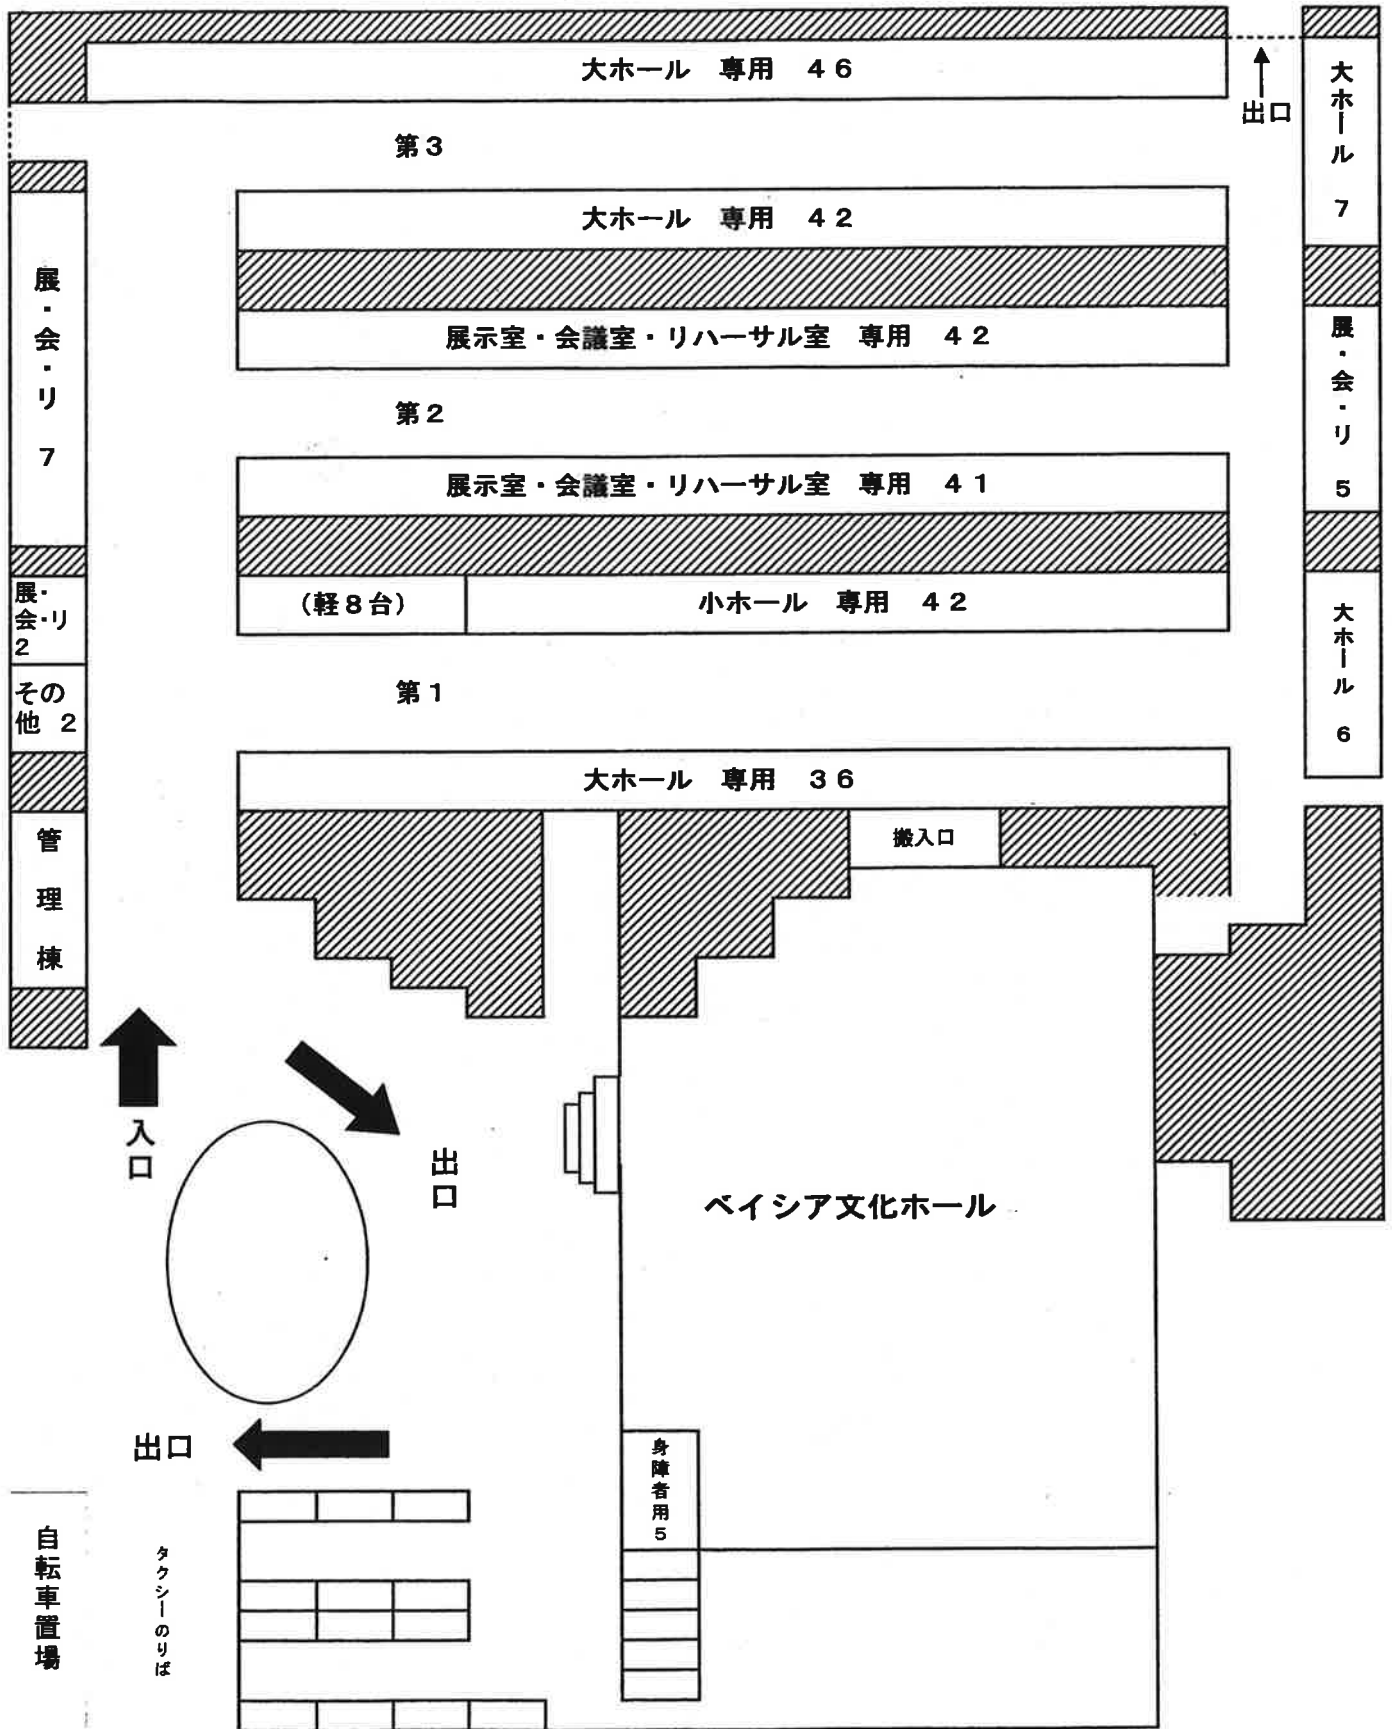 大ホール　専用　４６
出口
大ホール　7
第３
大ホール　専用　４２
展・会・リ　7
展示室・会議室・リハーサル室　専用　４２
展・会・リ　5
第２
展示室・会議室・リハーサル室　専用　４１
展・
会・リ
2
（軽８台）
小ホール　専用　４２
大ホール　6
その
他　2
第１
大ホール　専用　３６
管理棟
搬入口
入口
出口
ベイシア文化ホール
出口
身障者用5
自転車置場
タクシーのりば